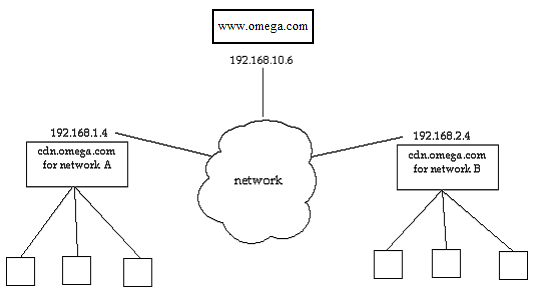 www.omega.com
192.168.10.6
192.168.1.4
cdn.omega.com
for network A
network
192.168.2.4
cdn.omega.com
for network B